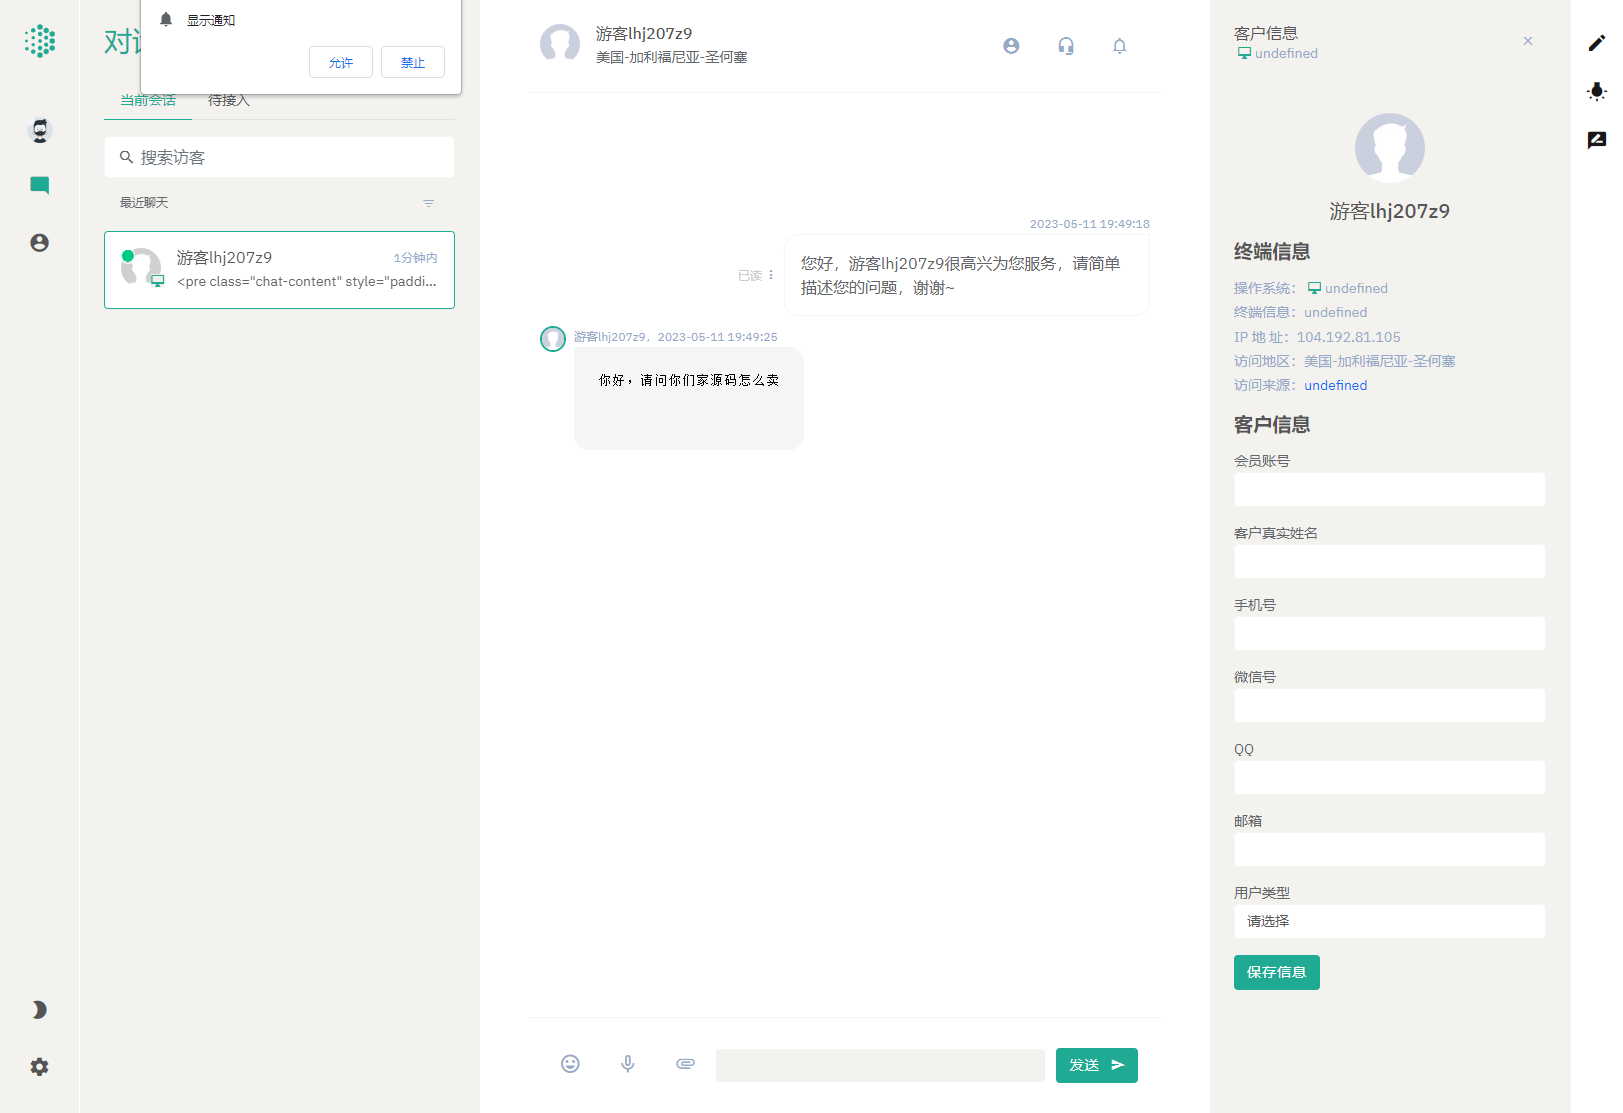 显示通知
允许
禁止
对
当前会话
待接入
搜索访客
最近聊天
游客lhj207z9
1分钟内
<pre class="chat-content" style="paddi...
游客lhj207z9
美国-加利福尼亚-圣何塞
2023-05-11 19:49:18
您好，游客lhj207z9很高兴为您服务，请简单
描述您的问题，谢谢~
已读
游客lhj207z9，2023-05-11 19:49:25
你好，请问你们家源码怎么卖
发送
客户信息
undefined
×
游客lhj207z9
终端信息
操作系统： undefined
终端信息：undefined
IP 地 址：104.192.81.105
访问地区：美国-加利福尼亚-圣何塞
访问来源：undefined
客户信息
会员账号
客户真实姓名
手机号
微信号
QQ
邮箱
用户类型
请选择
保存信息